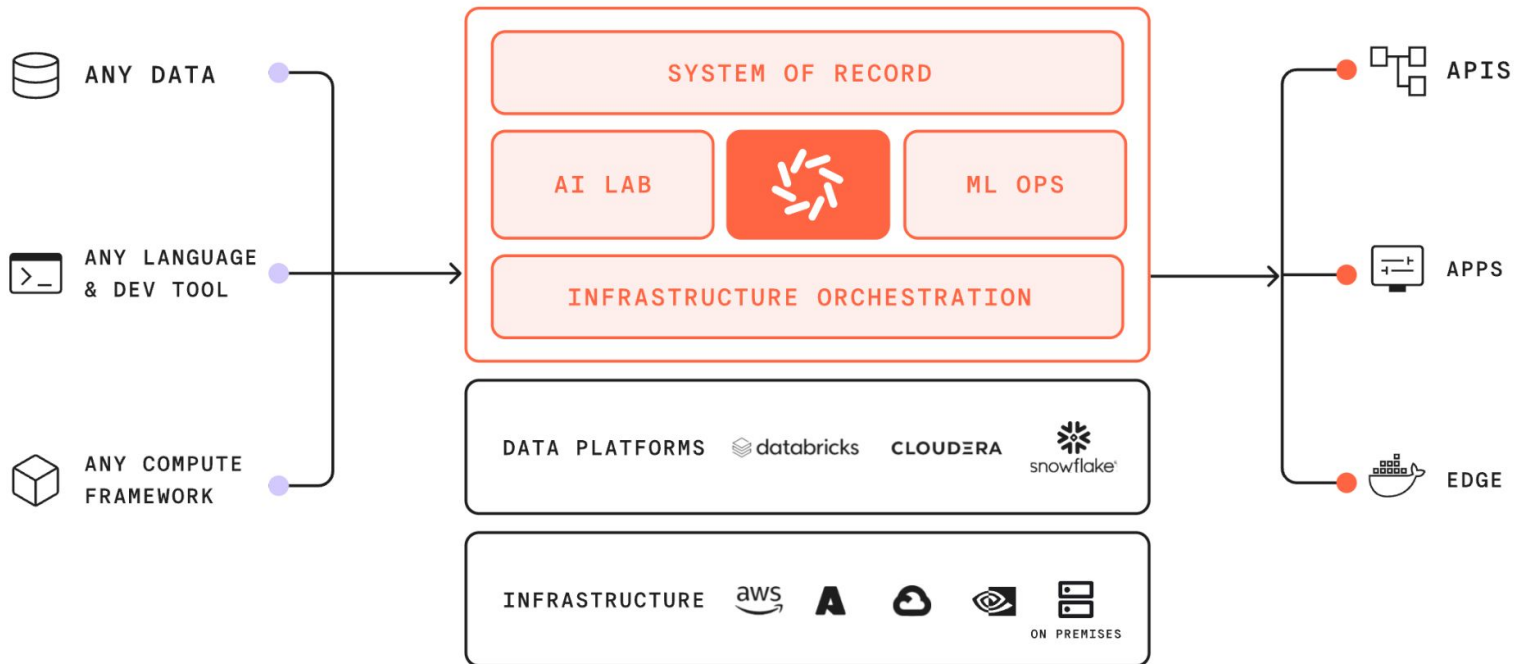 ANY DATA
ANY LANGUAGE
& DEV TOOL
ANY COMPUTE
FRAMEWORK
SYSTEM OF RECORD
AI LAB
ML OPS
INFRASTRUCTURE ORCHESTRATION
DATA PLATFORMS
databricks
CLOUDERA
snowflake
INFRASTRUCTURE
aws
ON PREMISES
APIS
APPS
EDGE